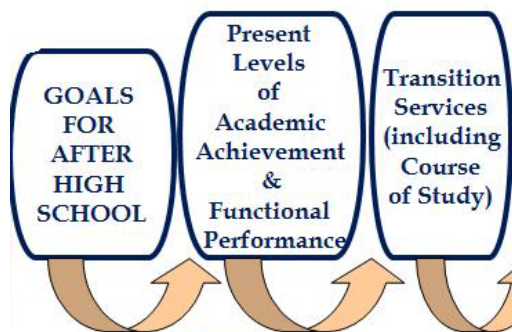 GOALS
FOR
AFTER
HIGH
SCHOOL
Present
Levels
of
Academic
Achievement
&
Functional
Performance
Transition
Services
(including
Course
of Study)